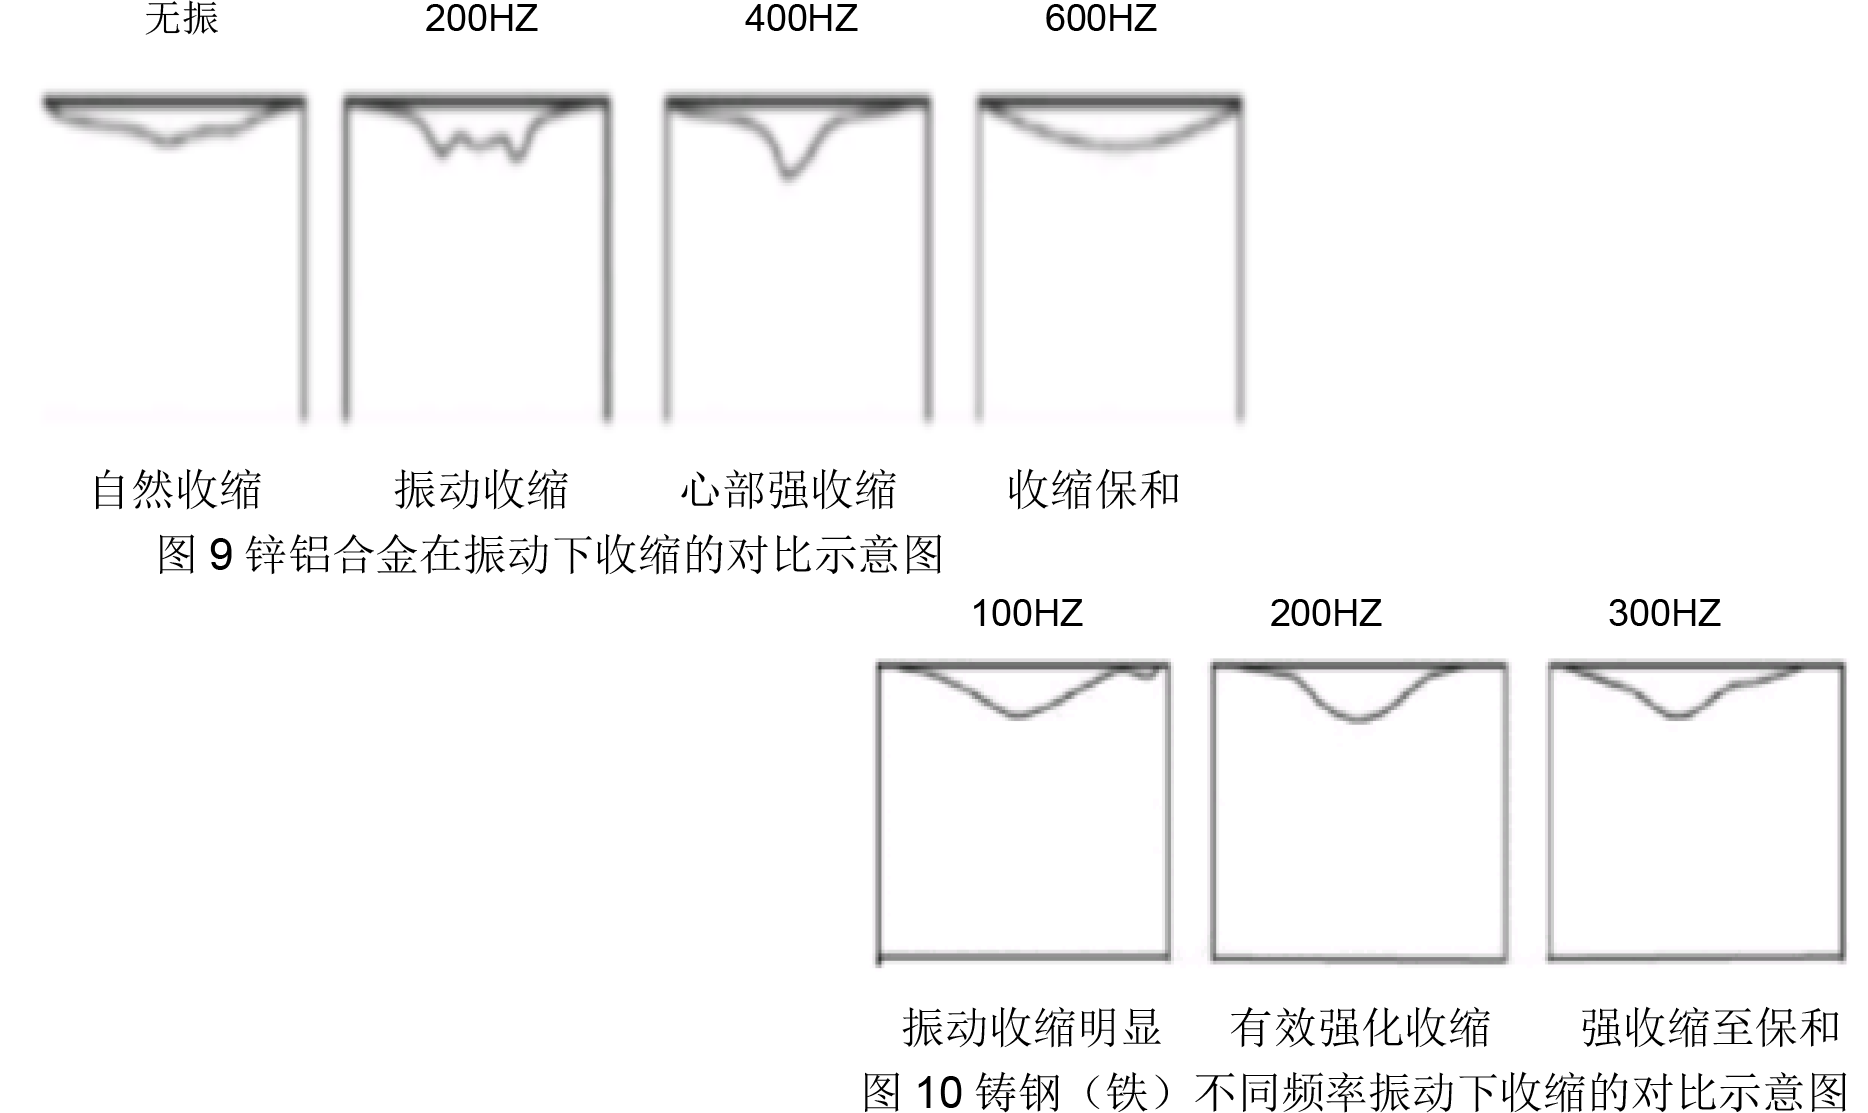 无振 200HZ 400HZ 600HZ
自然收缩 振动收缩 心部强收缩 收缩保和
图 9 锌铝合金在振动下收缩的对比示意图
100HZ 200HZ 300HZ
振动收缩明显 有效强化收缩 强收缩至保和
图 10 铸钢（铁）不同频率振动下收缩的对比示意图